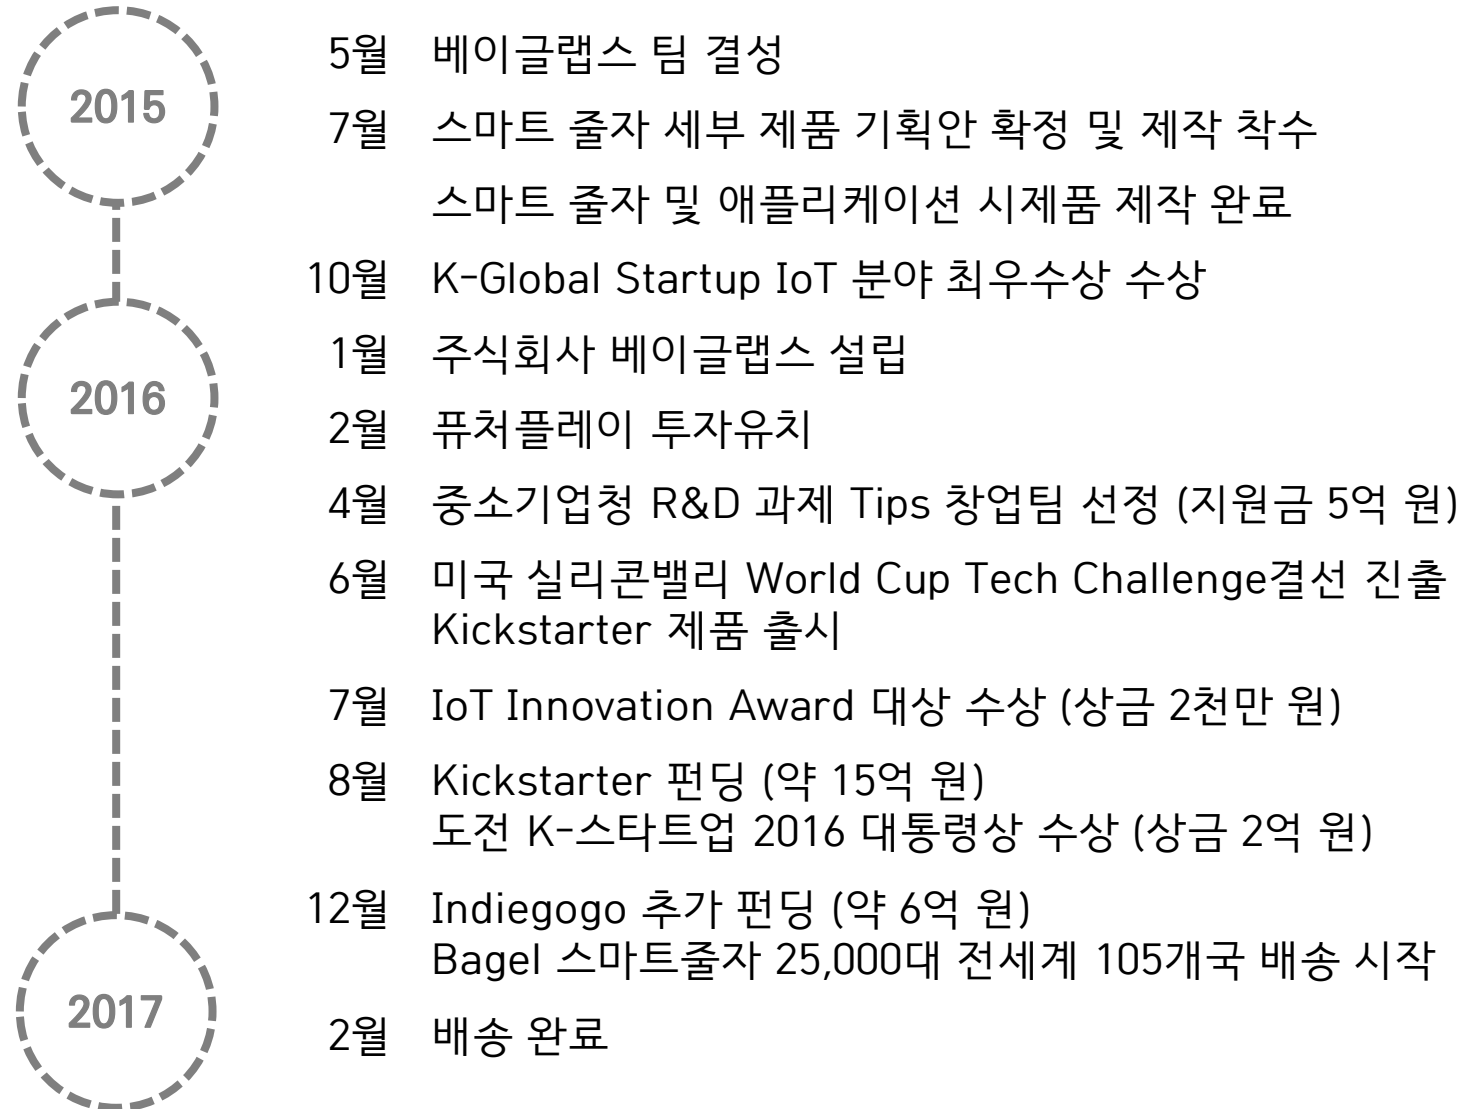 2015
5월 베이글랩스 팀 결성
7월 스마트 줄자 세부 제품 기획안 확정 및 제작 착수
스마트 줄자 및 애플리케이션 시제품 제작 완료
10월 K-Global Startup IoT 분야 최우수상 수상
2016
1월 주식회사 베이글랩스 설립
2월 퓨처플레이 투자유치
4월 중소기업청 R&D 과제 Tips 창업팀 선정 (지원금 5억 원)
6월 미국 실리콘밸리 World Cup Tech Challenge결선 진출
Kickstarter 제품 출시
7월 IoT Innovation Award 대상 수상 (상금 2천만 원)
8월 Kickstarter 펀딩 (약 15억 원)
도전 K-스타트업 2016 대통령상 수상 (상금 2억 원)
12월 Indiegogo 추가 펀딩 (약 6억 원)
Bagel 스마트줄자 25,000대 전세계 105개국 배송 시작
2017
2월 배송 완료